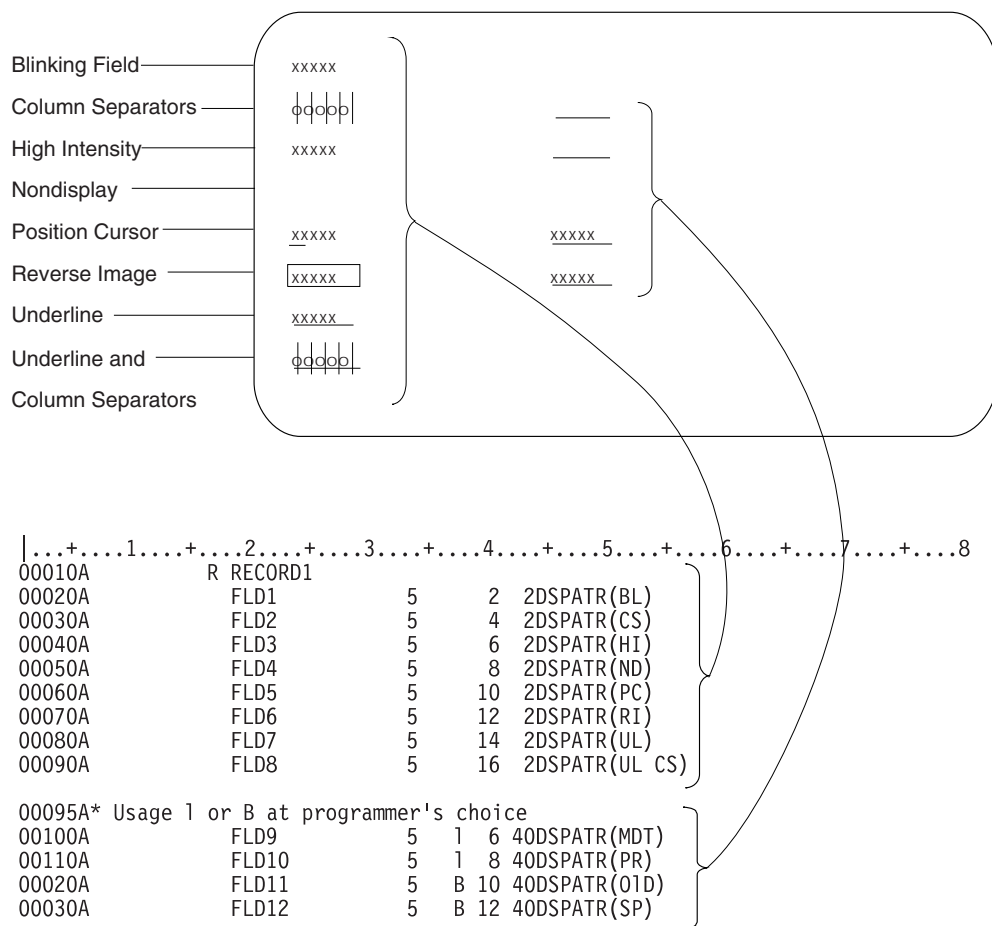 Blinking Field xxxxx
Column Separators ooooo
High Intensity xxxxx
Nondisplay
Position Cursor xxxxx xxxxx
Reverse Image xxxxx xxxxx
Underline xxxxx
Underline and ooooo
Column Separators
|...+....1....+....2....+....3....+....4....+....5....+....6....+....7....+....8
00010A R RECORD1
00020A FLD1 5 2 2DSPATR(BL)
00030A FLD2 5 4 2DSPATR(CS)
00040A FLD3 5 6 2DSPATR(HI)
00050A FLD4 5 8 2DSPATR(ND)
00060A FLD5 5 10 2DSPATR(PC)
00070A FLD6 5 12 2DSPATR(RI)
00080A FLD7 5 14 2DSPATR(UL)
00090A FLD8 5 16 2DSPATR(UL CS)
00095A* Usage l or B at programmer's choice
00100A FLD9 5 l 6 40DSPATR(MDT)
00110A FLD10 5 l 8 40DSPATR(PR)
00020A FLD11 5 B 10 40DSPATR(OlD)
00030A FLD12 5 B 12 40DSPATR(SP)